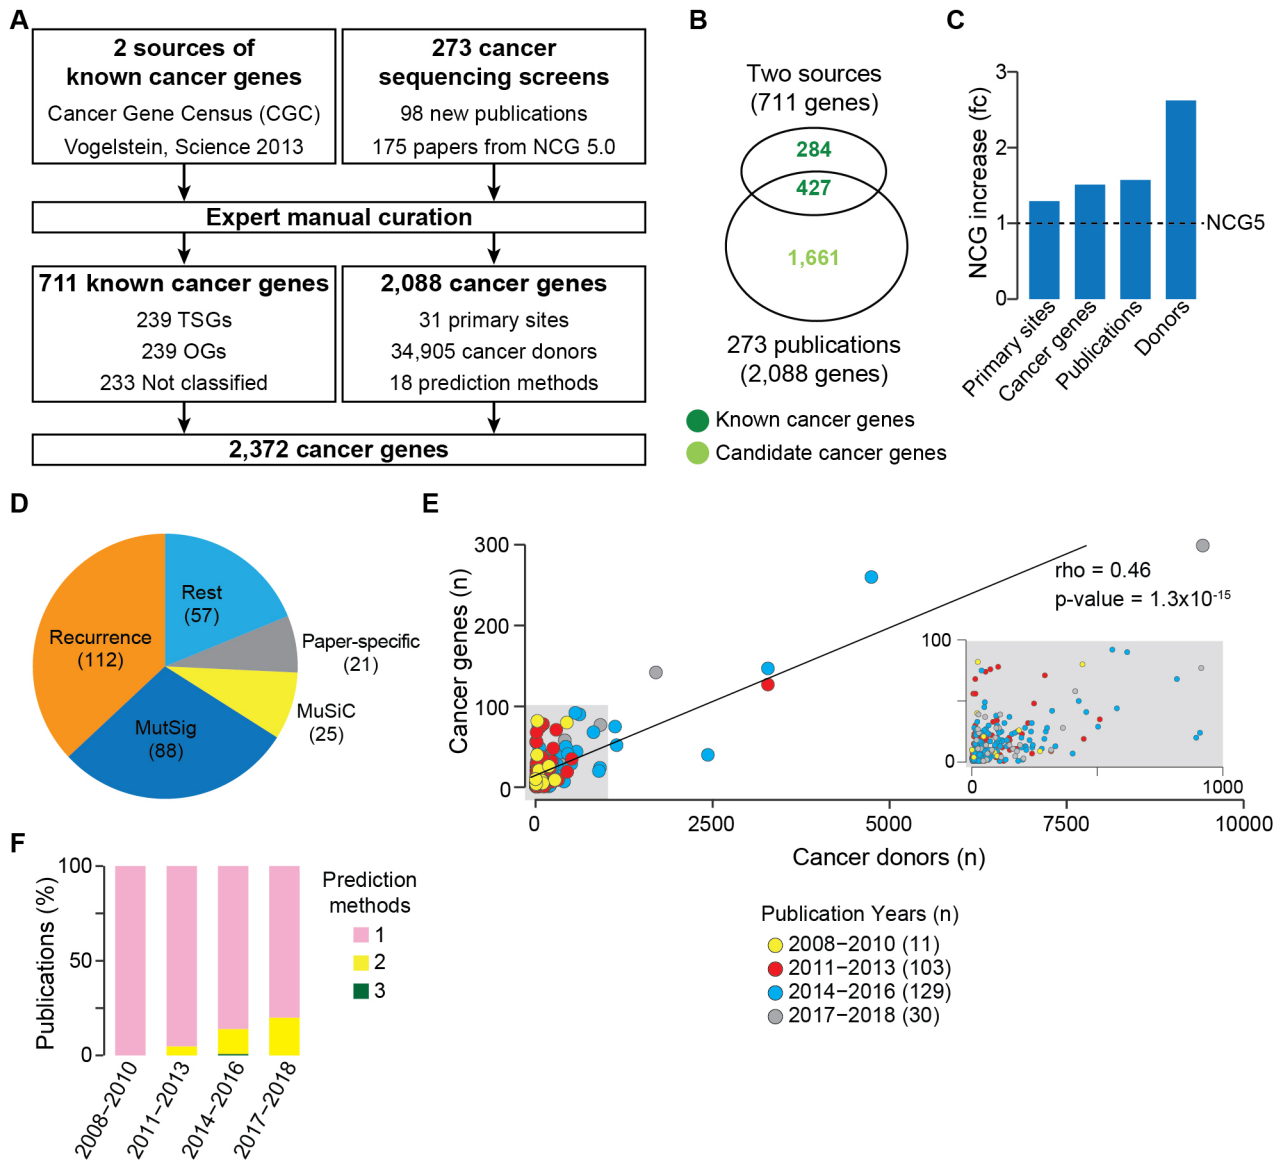 A
2 sources of
known cancer genes
Cancer Gene Census (CGC)
Vogelstein, Science 2013
273 cancer
sequencing screens
98 new publications
175 papers from NCG 5.0
Expert manual curation
711 known cancer genes
239 TSGs
239 OGs
233 Not classified
2,088 cancer genes
31 primary sites
34,905 cancer donors
18 prediction methods
2,372 cancer genes
B
Two sources
(711 genes)
284
427
1,661
273 publications
(2,088 genes)
Known cancer genes
Candidate cancer genes
C
NCG increase (fc)
3
2
1
0
NCG5
Primary sites
Cancer genes
Publications
Donors
D
Rest
(57)
Paper-specific
(21)
MuSiC
(25)
MutSig
(88)
Recurrence
(112)
E
Cancer genes (n)
300
200
100
0
rho = 0.46
p-value = 1.3x10-15
100
0
0
1000
0
2500
5000
7500
10000
Cancer donors (n)
Publication Years (n)
2008−2010 (11)
2011−2013 (103)
2014−2016 (129)
2017−2018 (30)
F
Publications (%)
100
50
0
2008−2010
2011−2013
2014−2016
2017−2018
Prediction
methods
1
2
3